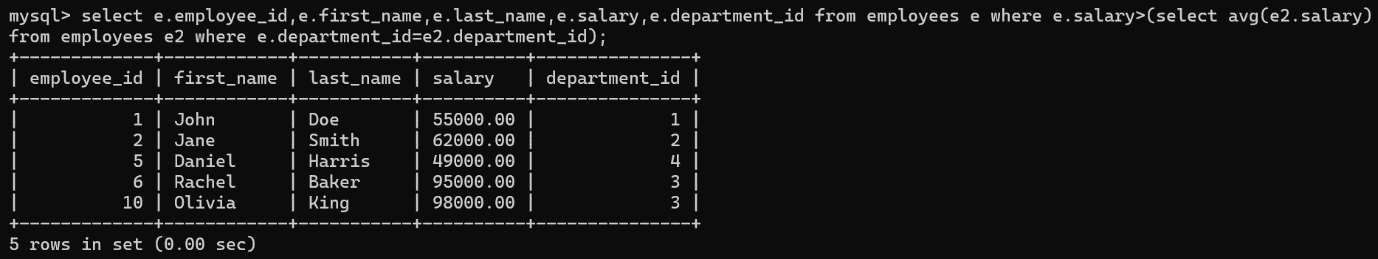 mysql> select e.employee_id,e.first_name,e.last_name,e.salary,e.department_id from employees e where e.salary>(select avg(e2.salary)
from employees e2 where e.department_id=e2.department_id);
+-------------+------------+-----------+----------+---------------+
| employee_id | first_name | last_name | salary   | department_id |
+-------------+------------+-----------+----------+---------------+
|           1 | John       | Doe       | 55000.00 |             1 |
|           2 | Jane       | Smith     | 62000.00 |             2 |
|           5 | Daniel     | Harris    | 49000.00 |             4 |
|           6 | Rachel     | Baker     | 95000.00 |             3 |
|          10 | Olivia     | King      | 98000.00 |             3 |
+-------------+------------+-----------+----------+---------------+
5 rows in set (0.00 sec)